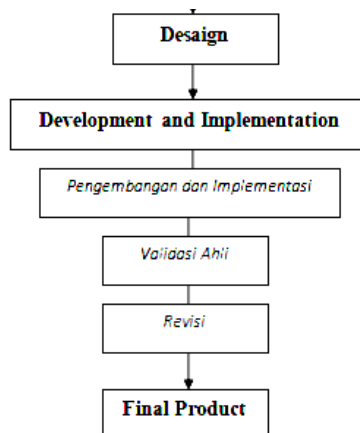 Desaign
Development and Implementation
Pengembangan dan Implementasi
Validasi Ahli
Revisi
Final Product